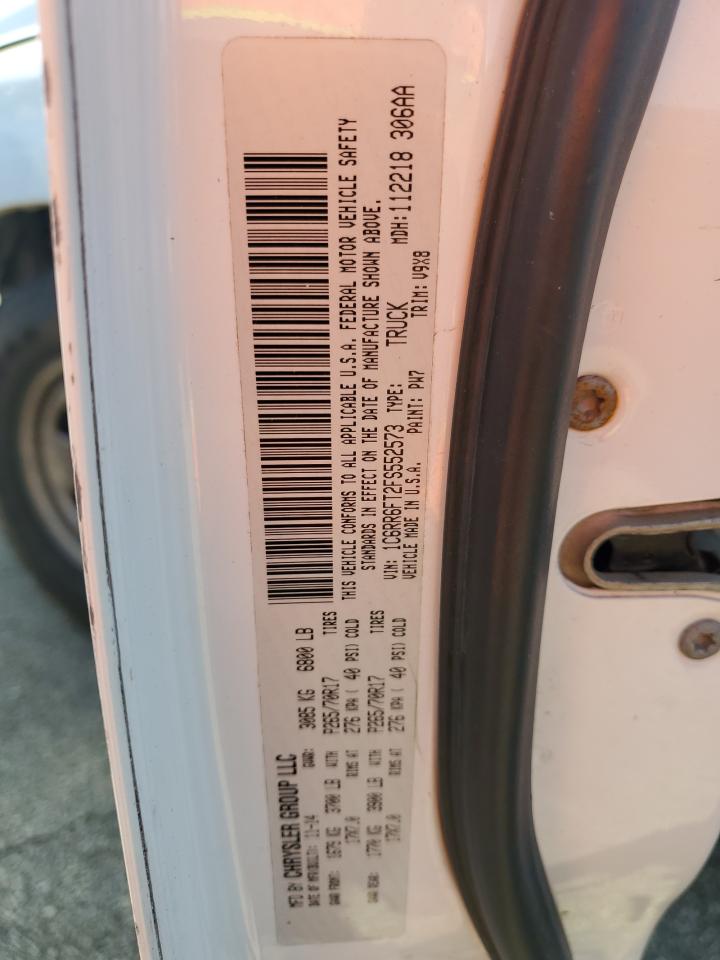 MFD BY CHRYSLER GROUP LLC
DATE OF MFR(BUILT): 11-14 GVWR: 3085 KG 6800 LB
GAWR FRONT: 1675 KG 3700 LB WITH P265/70R17 TIRES
17X7.0 RIMS AT 276 KPA ( 40 PSI) COLD
GAWR REAR: 1770 KG 3900 LB WITH P265/70R17 TIRES
17X7.0 RIMS AT 276 KPA ( 40 PSI) COLD
THIS VEHICLE CONFORMS TO ALL APPLICABLE U.S.A. FEDERAL MOTOR VEHICLE SAFETY
STANDARDS IN EFFECT ON THE DATE OF MANUFACTURE SHOWN ABOVE.
VIN: 1C6RR6FT2FS552573 TYPE: TRUCK MDH: 112218 306AA
VEHICLE MADE IN U.S.A. PAINT: PW7 TRIM: V9X8